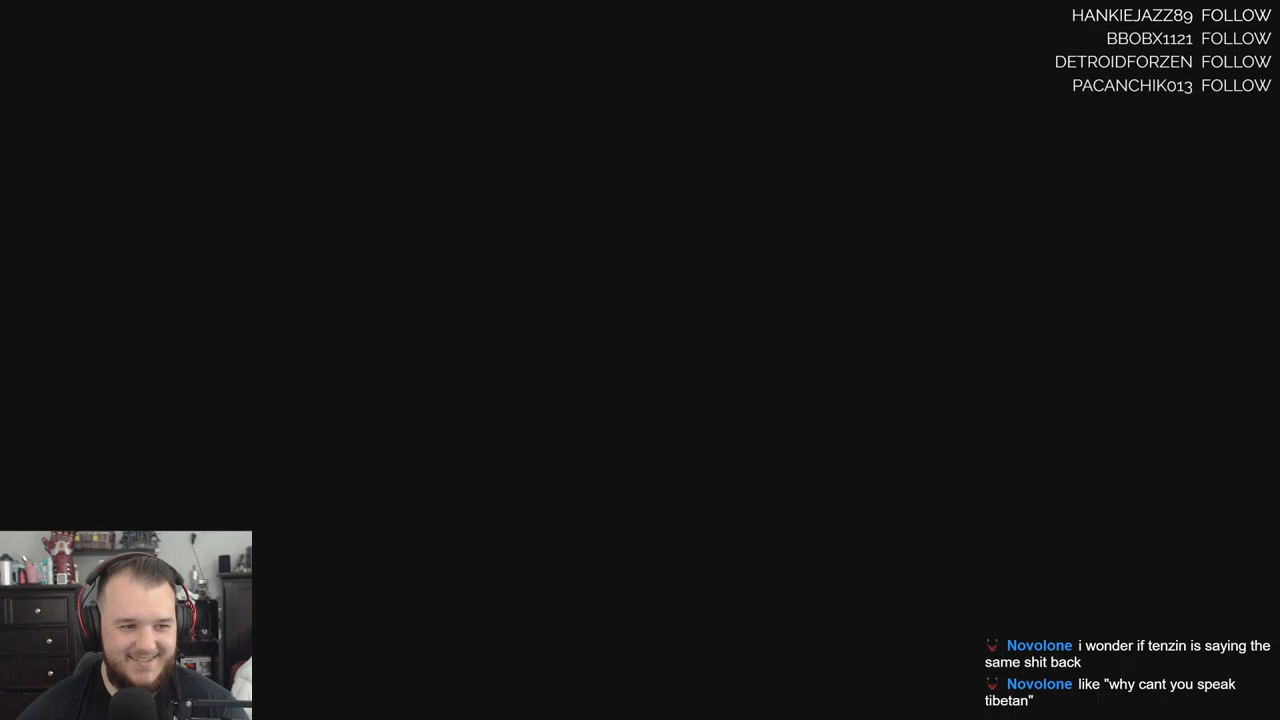 HANKIEJAZZ89 FOLLOW
BBOBX1121 FOLLOW
DETROIDFORZEN FOLLOW
PACANCHIK013 FOLLOW
Novolone i wonder if tenzin is saying the
same shit back
Novolone like "why cant you speak
tibetan"